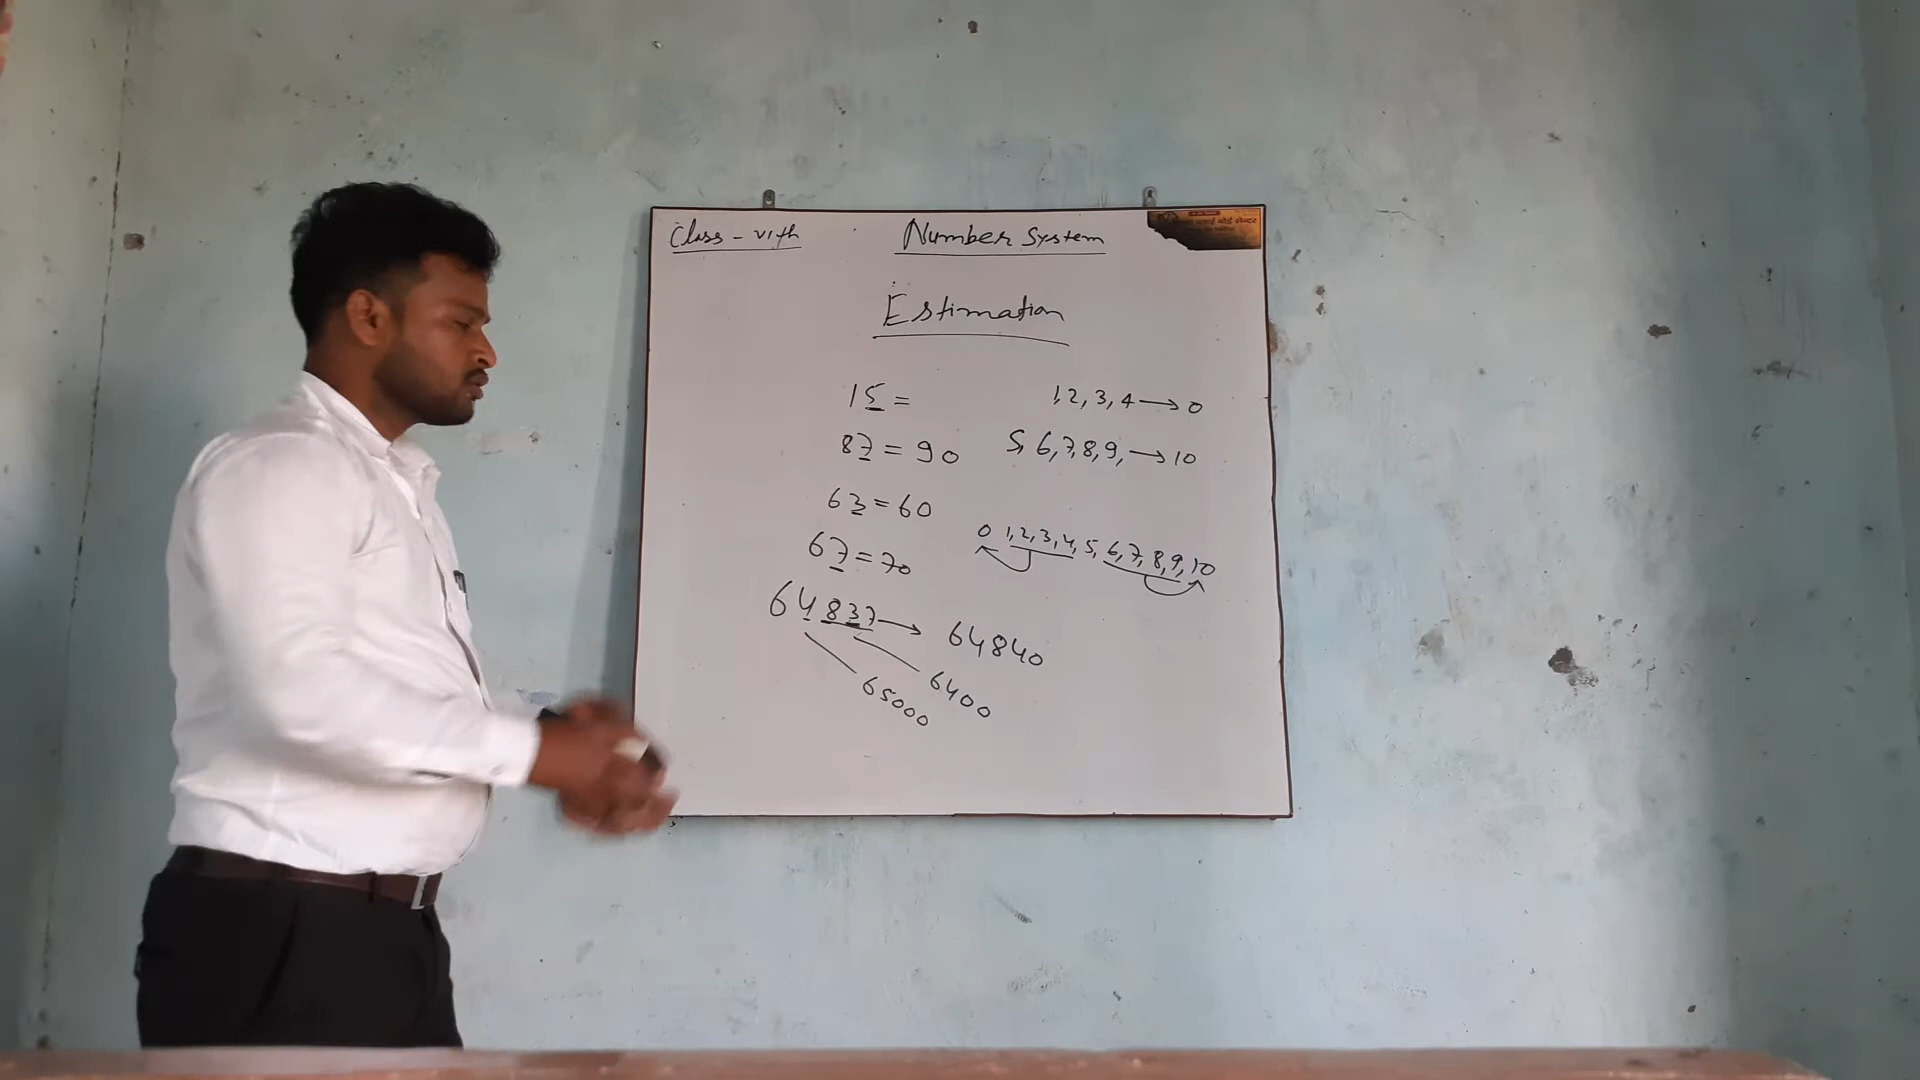 Class - VIth
Number System
Estimation
15 =
1, 2, 3, 4 → 0
87 = 90
5, 6, 7, 8, 9, → 10
63 = 60
0 1, 2, 3, 4, 5, 6, 7, 8, 9, 10
67 = 70
64837 → 64840
6400
65000